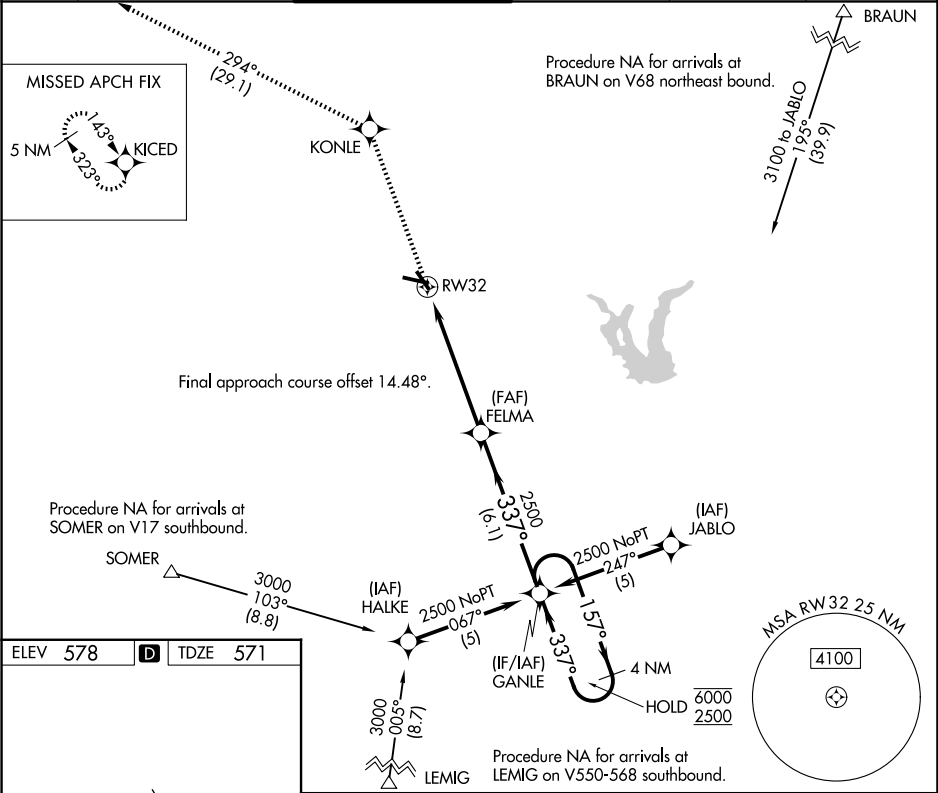 BRAUN
294°
(29.1)
Procedure NA for arrivals at
BRAUN on V68 northeast bound.
MISSED APCH FIX
143°
5 NM
KICED
323°
3100 to JABLO
195°
(39.9)
KONLE
RW32
Final approach course offset 14.48°.
(FAF)
FELMA
2500
337°
(6.1)
Procedure NA for arrivals at
SOMER on V17 southbound.
SOMER
3000
103°
(8.8)
(IAF)
JABLO
2500 NoPT
247°
(5)
(IAF)
HALKE
2500 NoPT
067°
(5)
157°
337°
(IF/IAF)
GANLE
4 NM
HOLD
6000
2500
MSA RW32 25 NM
4100
ELEV 578
D
TDZE 571
3000
005°
(8.7)
LEMIG
Procedure NA for arrivals at
LEMIG on V550-568 southbound.